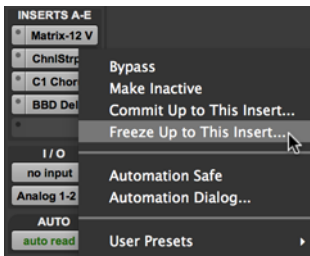 INSERTS A-E
Matrix-12 V
ChnlStrp
C1 Chor
BBD Del
Bypass
Make Inactive
Commit Up to This Insert...
Freeze Up to This Insert...
Automation Safe
Automation Dialog...
User Presets
I / O
no input
Analog 1-2
AUTO
auto read